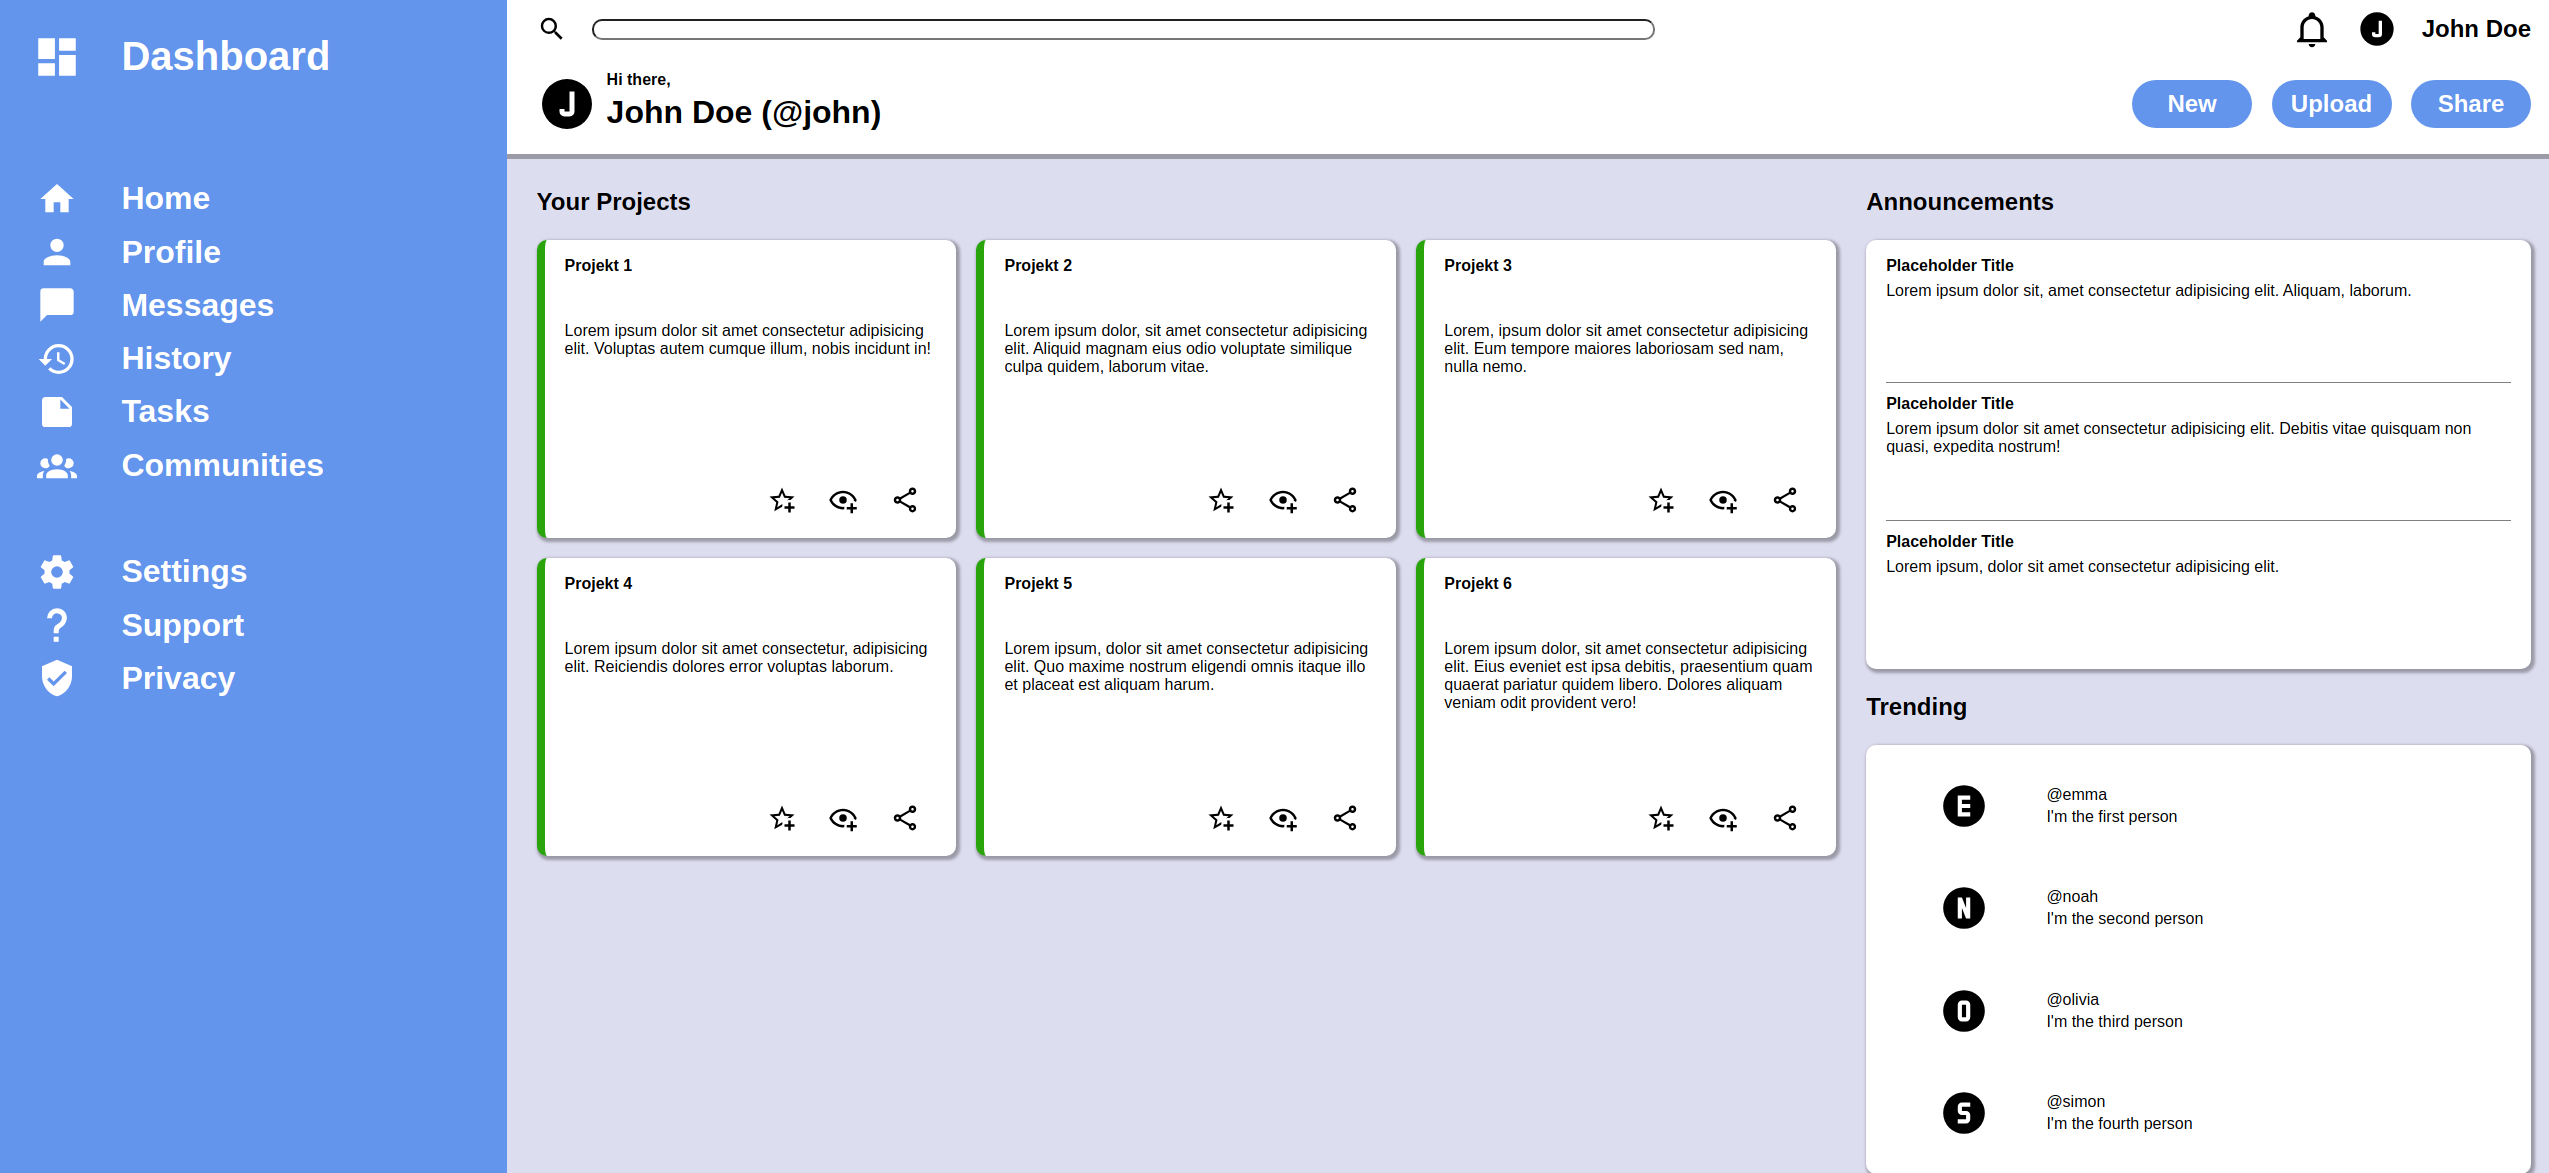 Dashboard
Home
Profile
Messages
History
Tasks
Communities
Settings
Support
Privacy
J
John Doe
J
Hi there,
John Doe (@john)
New
Upload
Share
Your Projects
Projekt 1
Lorem ipsum dolor sit amet consectetur adipisicing
elit. Voluptas autem cumque illum, nobis incidunt in!
Projekt 2
Lorem ipsum dolor, sit amet consectetur adipisicing
elit. Aliquid magnam eius odio voluptate similique
culpa quidem, laborum vitae.
Projekt 3
Lorem, ipsum dolor sit amet consectetur adipisicing
elit. Eum tempore maiores laboriosam sed nam,
nulla nemo.
Projekt 4
Lorem ipsum dolor sit amet consectetur, adipisicing
elit. Reiciendis dolores error voluptas laborum.
Projekt 5
Lorem ipsum, dolor sit amet consectetur adipisicing
elit. Quo maxime nostrum eligendi omnis itaque illo
et placeat est aliquam harum.
Projekt 6
Lorem ipsum dolor, sit amet consectetur adipisicing
elit. Eius eveniet est ipsa debitis, praesentium quam
quaerat pariatur quidem libero. Dolores aliquam
veniam odit provident vero!
Announcements
Placeholder Title
Lorem ipsum dolor sit, amet consectetur adipisicing elit. Aliquam, laborum.
Placeholder Title
Lorem ipsum dolor sit amet consectetur adipisicing elit. Debitis vitae quisquam non
quasi, expedita nostrum!
Placeholder Title
Lorem ipsum, dolor sit amet consectetur adipisicing elit.
Trending
E
@emma
I'm the first person
N
@noah
I'm the second person
O
@olivia
I'm the third person
S
@simon
I'm the fourth person